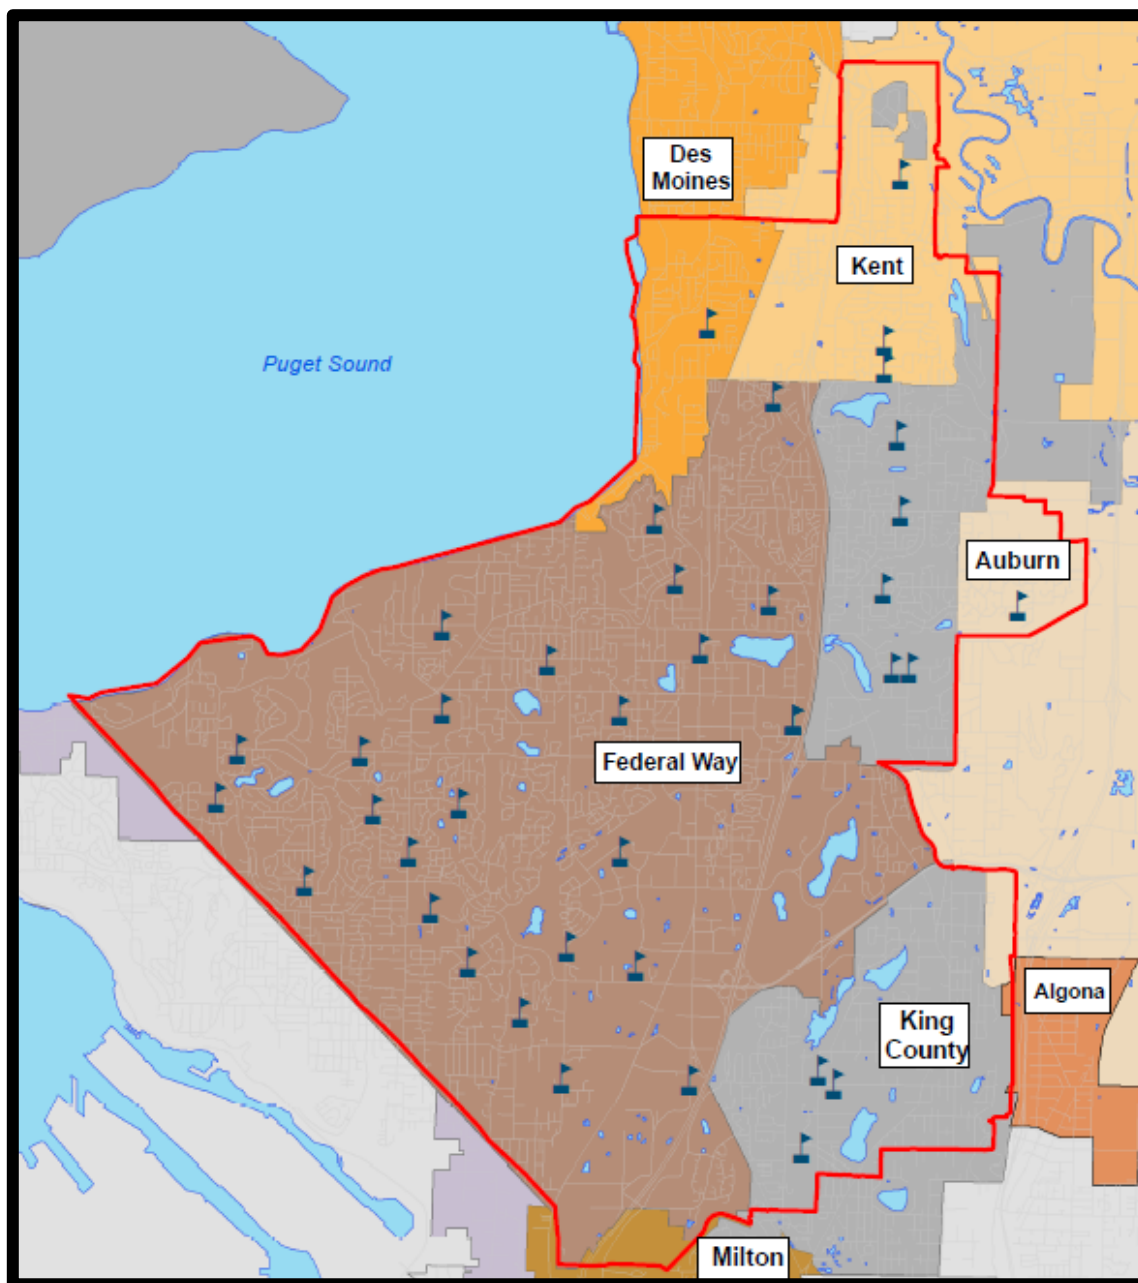 Des
Moines
Kent
Puget Sound
Auburn
Federal Way
Algona
King
County
Milton